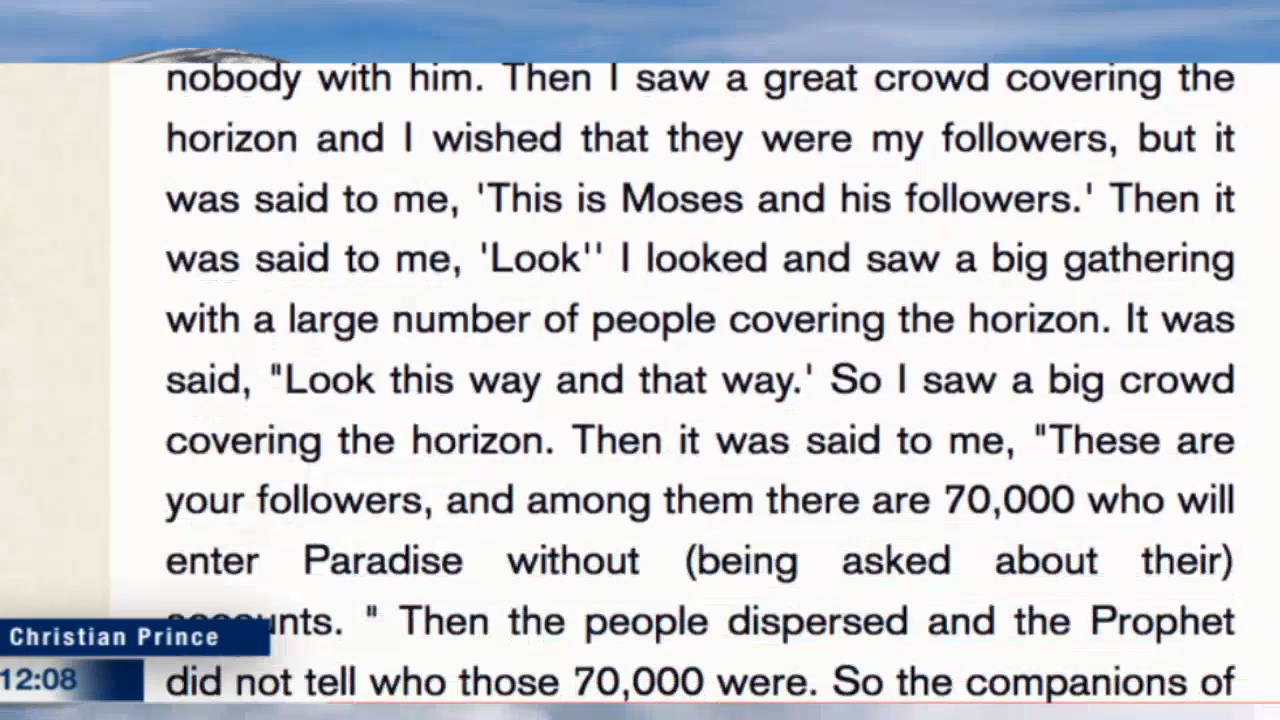 nobody with him. Then I saw a great crowd covering the
horizon and I wished that they were my followers, but it
was said to me, 'This is Moses and his followers.' Then it
was said to me, 'Look'' I looked and saw a big gathering
with a large number of people covering the horizon. It was
said, "Look this way and that way.' So I saw a big crowd
covering the horizon. Then it was said to me, "These are
your followers, and among them there are 70,000 who will
enter Paradise without (being asked about their)
accounts. " Then the people dispersed and the Prophet
did not tell who those 70,000 were. So the companions of
Christian Prince
12:08